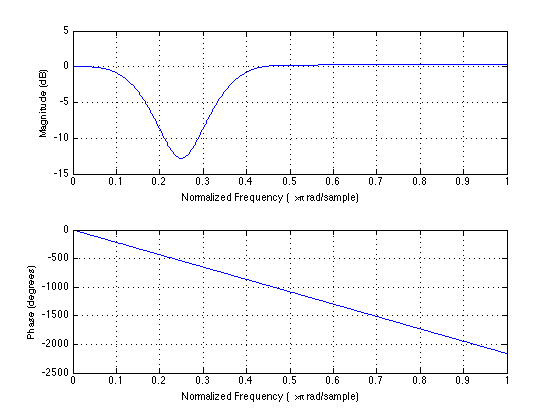 5
0
-5
-10
-15
Magnitude (dB)
0 0.1 0.2 0.3 0.4 0.5 0.6 0.7 0.8 0.9 1
Normalized Frequency ( ×π rad/sample)
0
-500
-1000
-1500
-2000
-2500
Phase (degrees)
0 0.1 0.2 0.3 0.4 0.5 0.6 0.7 0.8 0.9 1
Normalized Frequency ( ×π rad/sample)